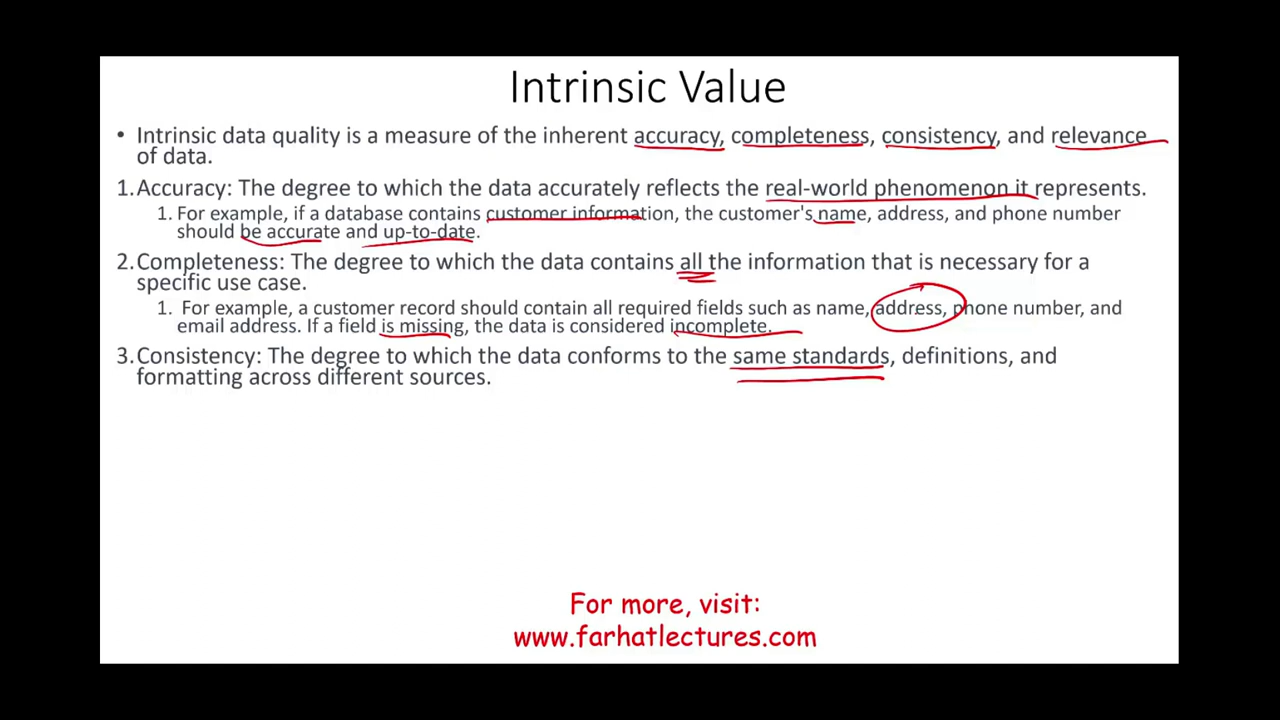 Intrinsic Value
• Intrinsic data quality is a measure of the inherent accuracy, completeness, consistency, and relevance
of data.
1. Accuracy: The degree to which the data accurately reflects the real-world phenomenon it represents.
1. For example, if a database contains customer information, the customer's name, address, and phone number
should be accurate and up-to-date.
2. Completeness: The degree to which the data contains all the information that is necessary for a
specific use case.
1. For example, a customer record should contain all required fields such as name, address, phone number, and
email address. If a field is missing, the data is considered incomplete.
3. Consistency: The degree to which the data conforms to the same standards, definitions, and
formatting across different sources.
For more, visit:
www.farhatlectures.com